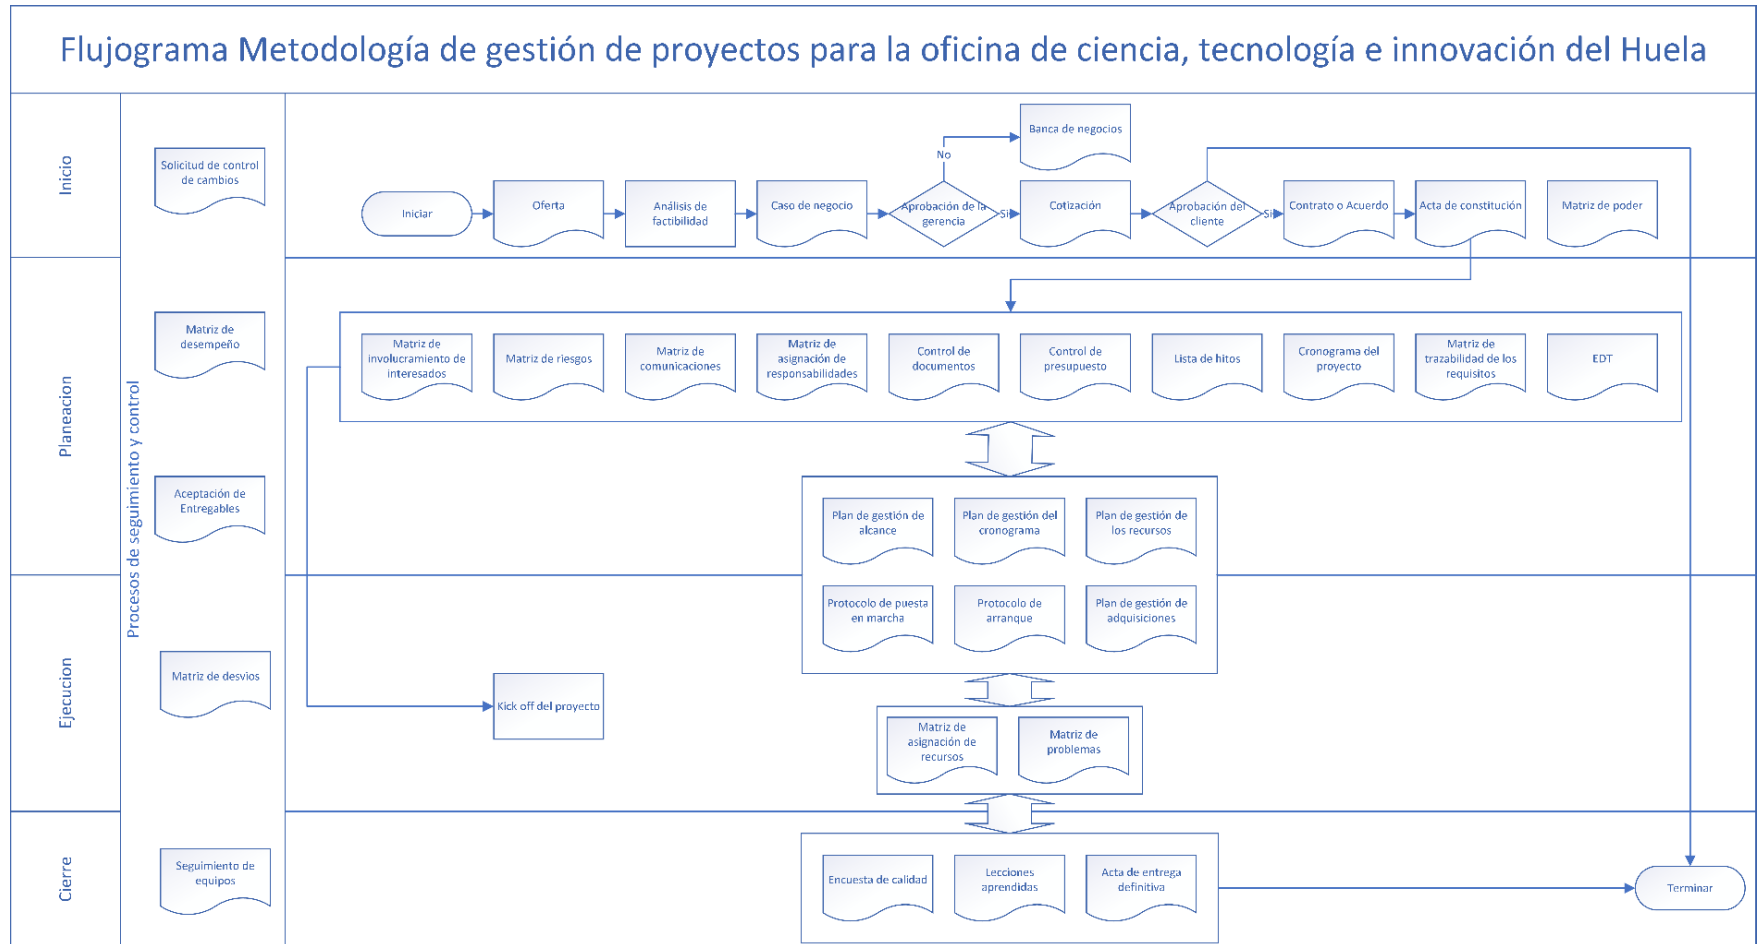 Flujograma Metodología de gestión de proyectos para la oficina de ciencia, tecnología e innovación del Huela
Inicio
Planeacion
Ejecucion
Cierre
Procesos de seguimiento y control
Solicitud de control
de cambios
Matriz de
desempeño
Aceptación de
Entregables
Matriz de desvios
Seguimiento de
equipos
Iniciar
Oferta
Análisis de
factibilidad
Caso de negocio
Aprobación de la
gerencia
No
Banca de negocios
Si
Cotización
Aprobación del
cliente
Si
Contrato o Acuerdo
Acta de constitución
Matriz de poder
Matriz de
involucramiento de
interesados
Matriz de riesgos
Matriz de
comunicaciones
Matriz de
asignación de
responsabilidades
Control de
documentos
Control de
presupuesto
Lista de hitos
Cronograma del
proyecto
Matriz de
trazabilidad de los
requisitos
EDT
Plan de gestión de
alcance
Plan de gestión del
cronograma
Plan de gestión de
los recursos
Protocolo de puesta
en marcha
Protocolo de
arranque
Plan de gestión de
adquisiciones
Kick off del proyecto
Matriz de
asignación de
recursos
Matriz de
problemas
Encuesta de calidad
Lecciones
aprendidas
Acta de entrega
definitiva
Terminar